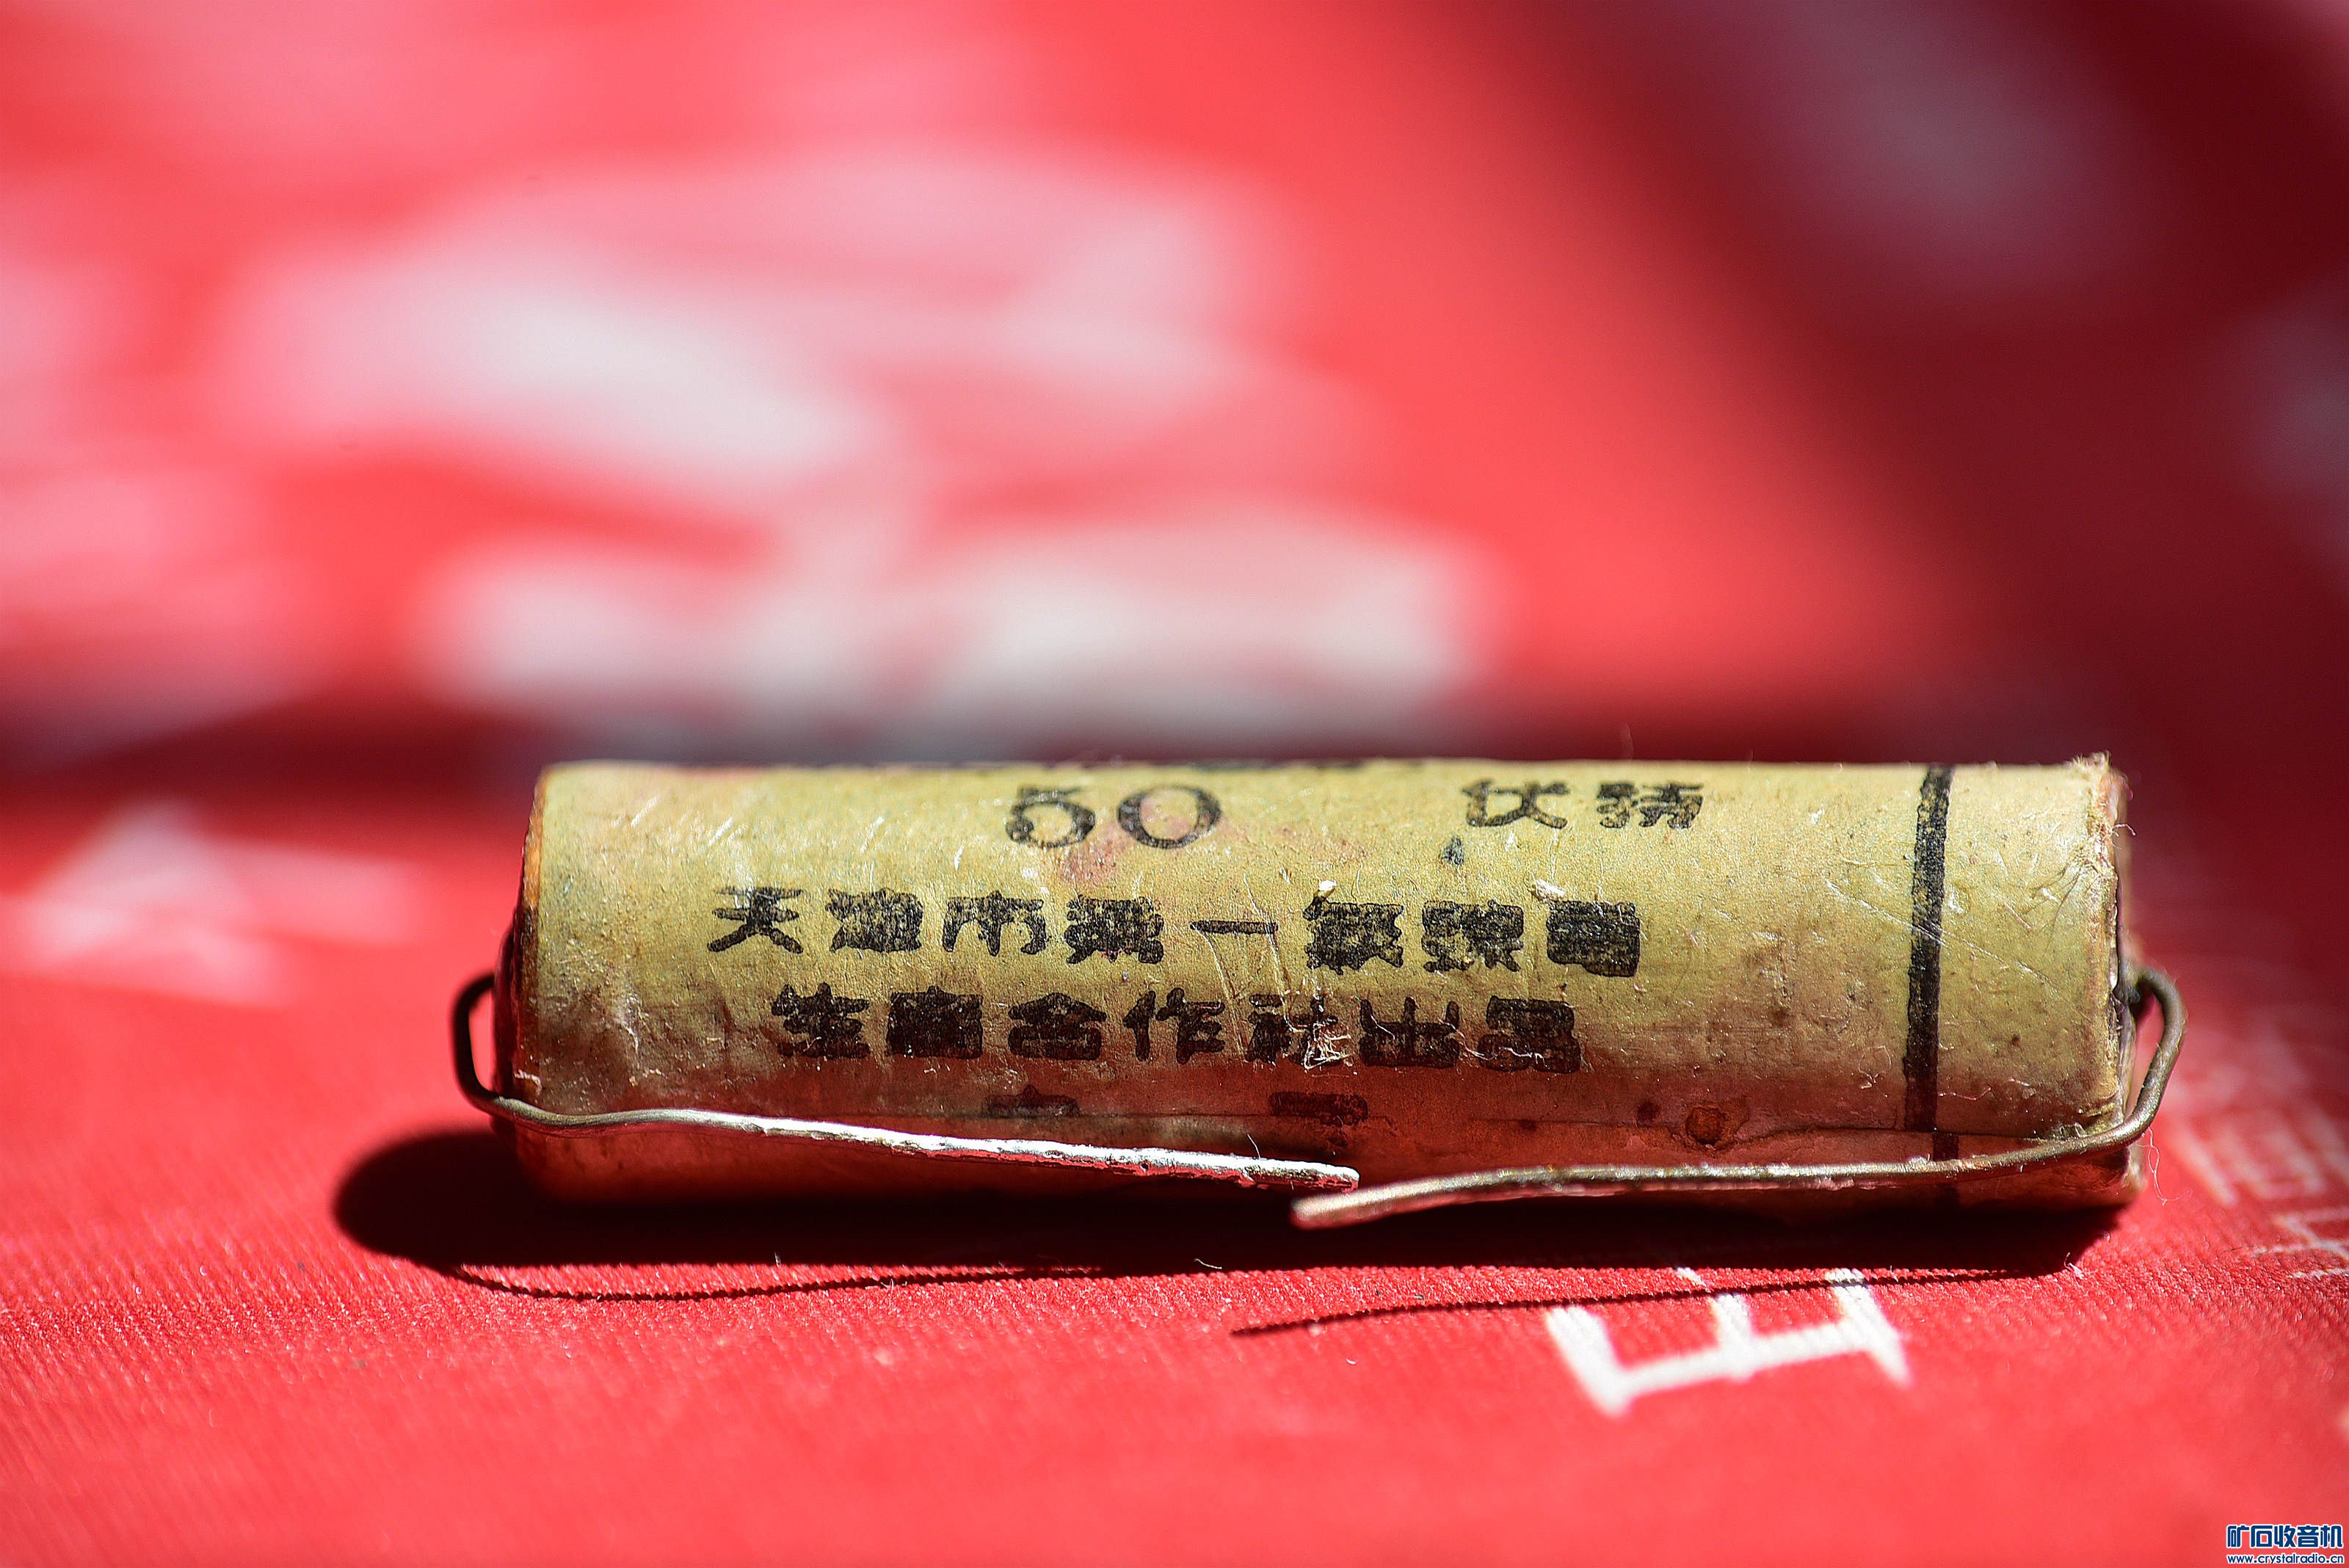 50 伏特
天津市第一無線電
生產合作社出品
矿石收音机
www.crystalradio.cn